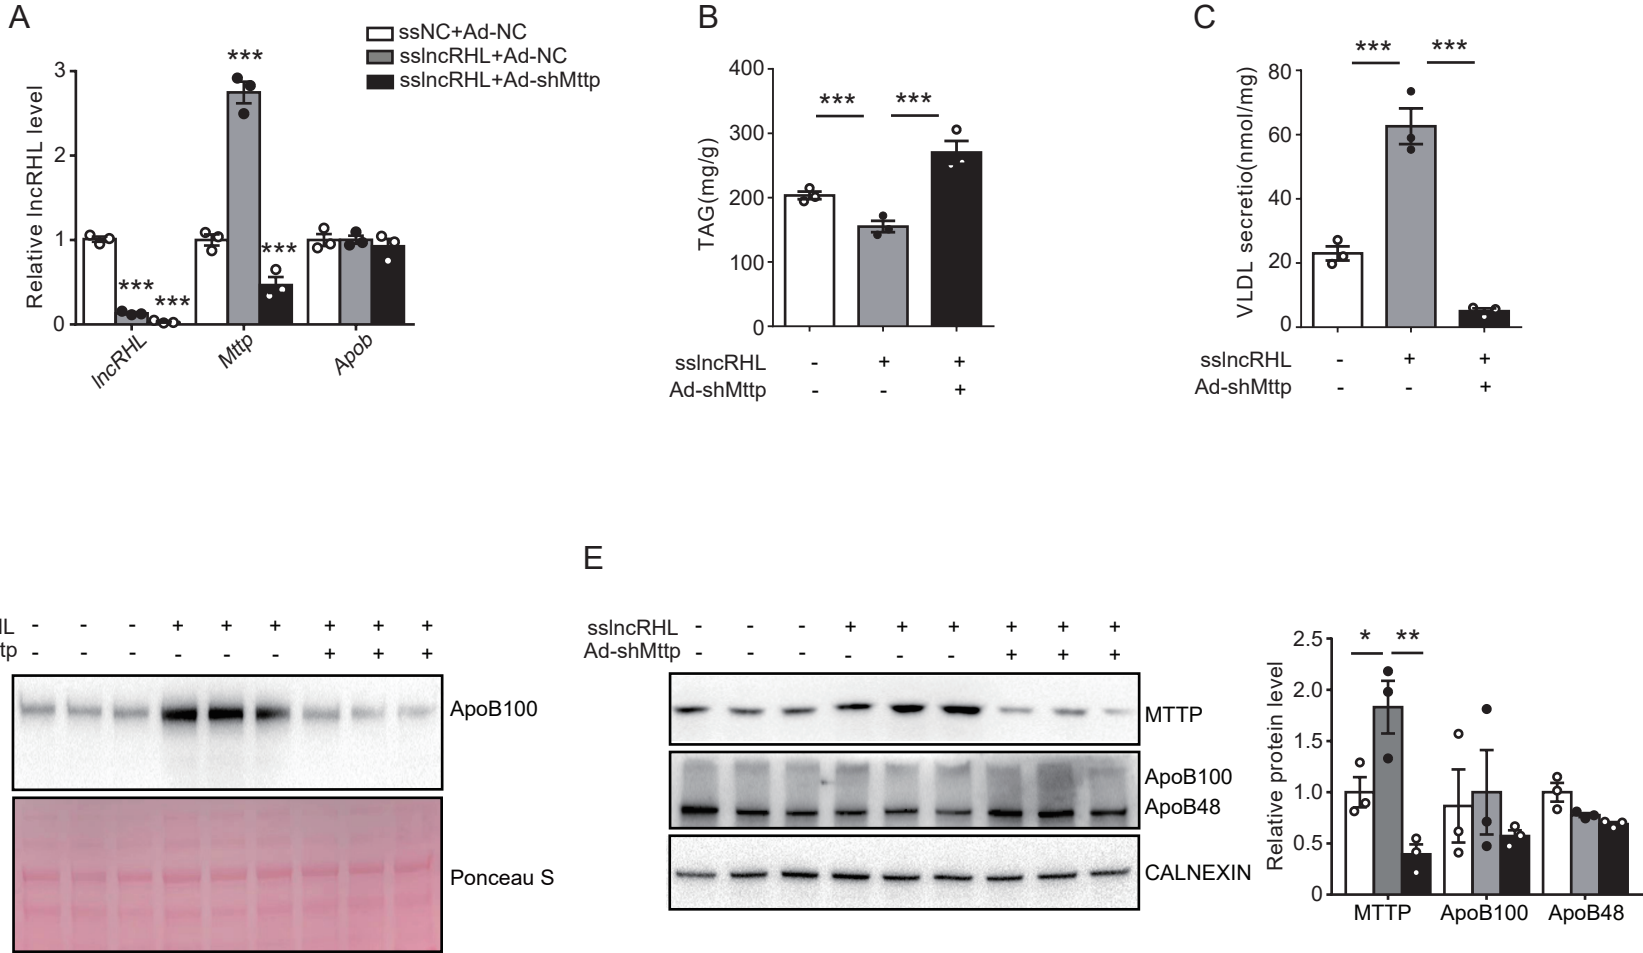 A
ssNC+Ad-NC
sslncRHL+Ad-NC
sslncRHL+Ad-shMttp
Relative lncRHL level
3
2
1
0
***
***
***
***
lncRHL
Mttp
Apob
B
TAG(mg/g)
400
300
200
100
0
*** ***
sslncRHL - + +
Ad-shMttp - - +
C
VLDL secretio(nmol/mg)
80
60
40
20
0
*** ***
sslncRHL - + +
Ad-shMttp - - +
HL - - - + + + + + +
tp - - - - - - + + +
ApoB100
Ponceau S
E
sslncRHL - - - + + + + + +
Ad-shMttp - - - - - - + + +
MTTP
ApoB100
ApoB48
CALNEXIN
Relative protein level
2.5
2.0
1.5
1.0
0.5
0
* **
MTTP ApoB100 ApoB48